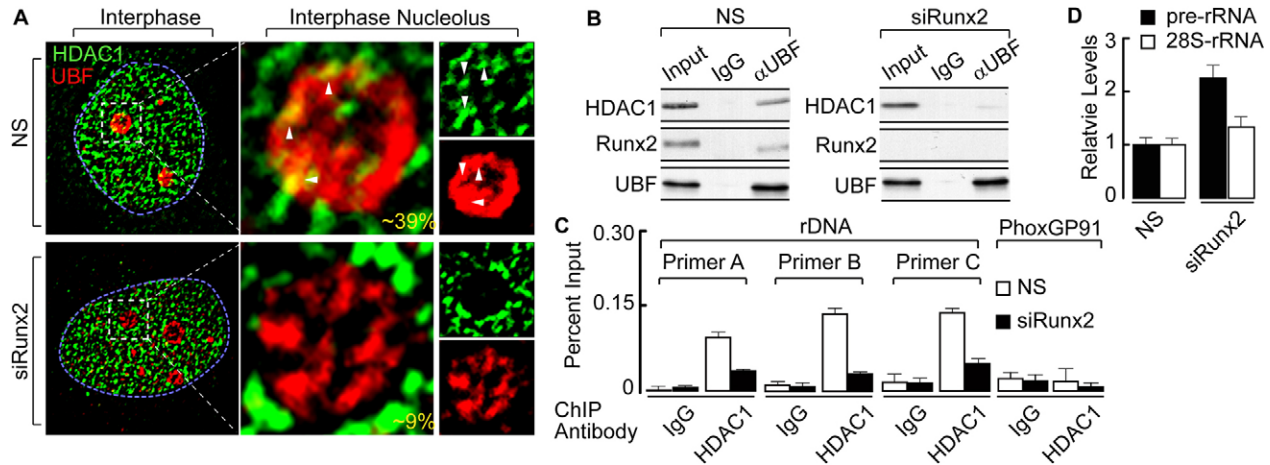 A
Interphase
Interphase Nucleolus
HDAC1
UBF
NS
~39%
siRunx2
~9%
B
NS
siRunx2
Input
IgG
αUBF
Input
IgG
αUBF
HDAC1
Runx2
UBF
HDAC1
Runx2
UBF
C
rDNA
PhoxGP91
Primer A
Primer B
Primer C
NS
siRunx2
Percent Input
0.30
0.15
0
ChIP
Antibody
IgG
HDAC1
IgG
HDAC1
IgG
HDAC1
IgG
HDAC1
D
pre-rRNA
28S-rRNA
Relatvie Levels
3
2
1
0
NS
siRunx2